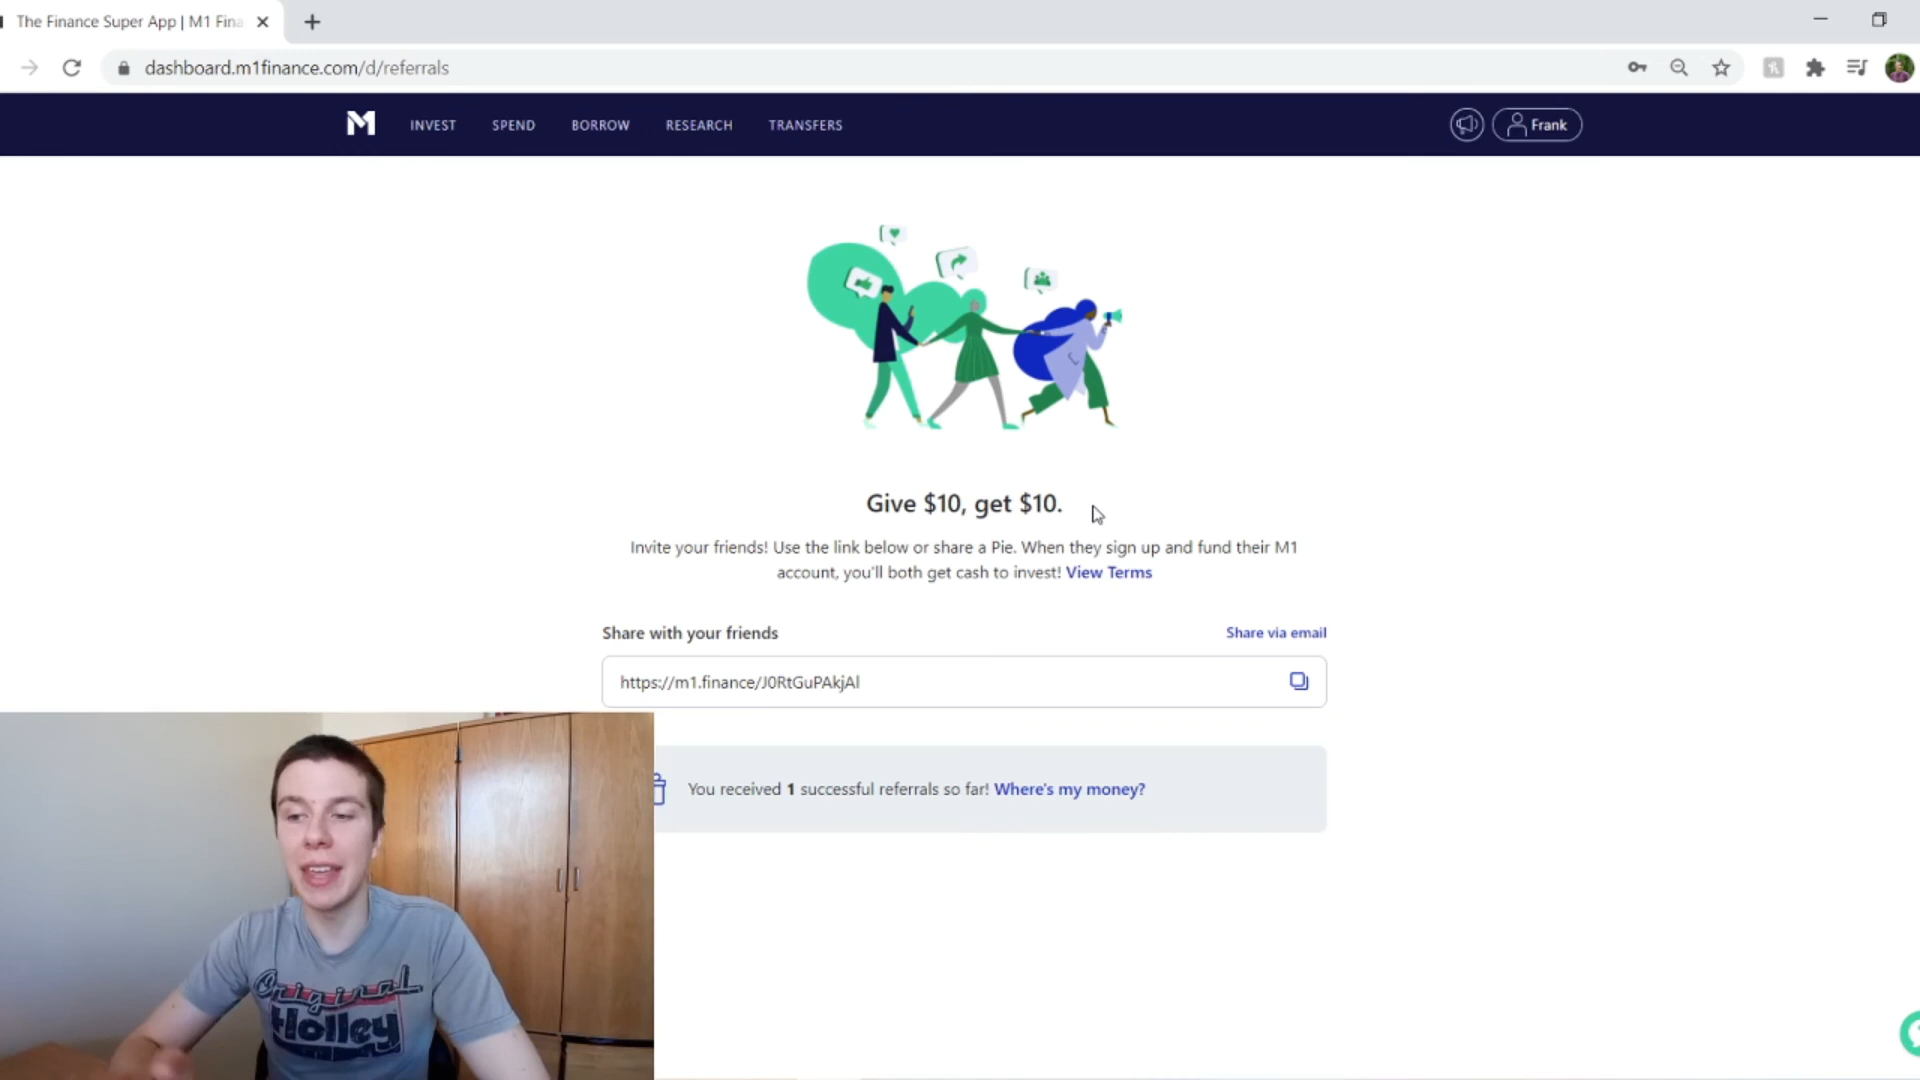 The Finance Super App | M1 Fina
dashboard.m1finance.com/d/referrals
INVEST SPEND BORROW RESEARCH TRANSFERS Frank
Give $10, get $10.
Invite your friends! Use the link below or share a Pie. When they sign up and fund their M1
account, you'll both get cash to invest! View Terms
Share with your friends Share via email
https://m1.finance/J0RtGuPAkjAl
You received 1 successful referrals so far! Where's my money?
Original
Holley